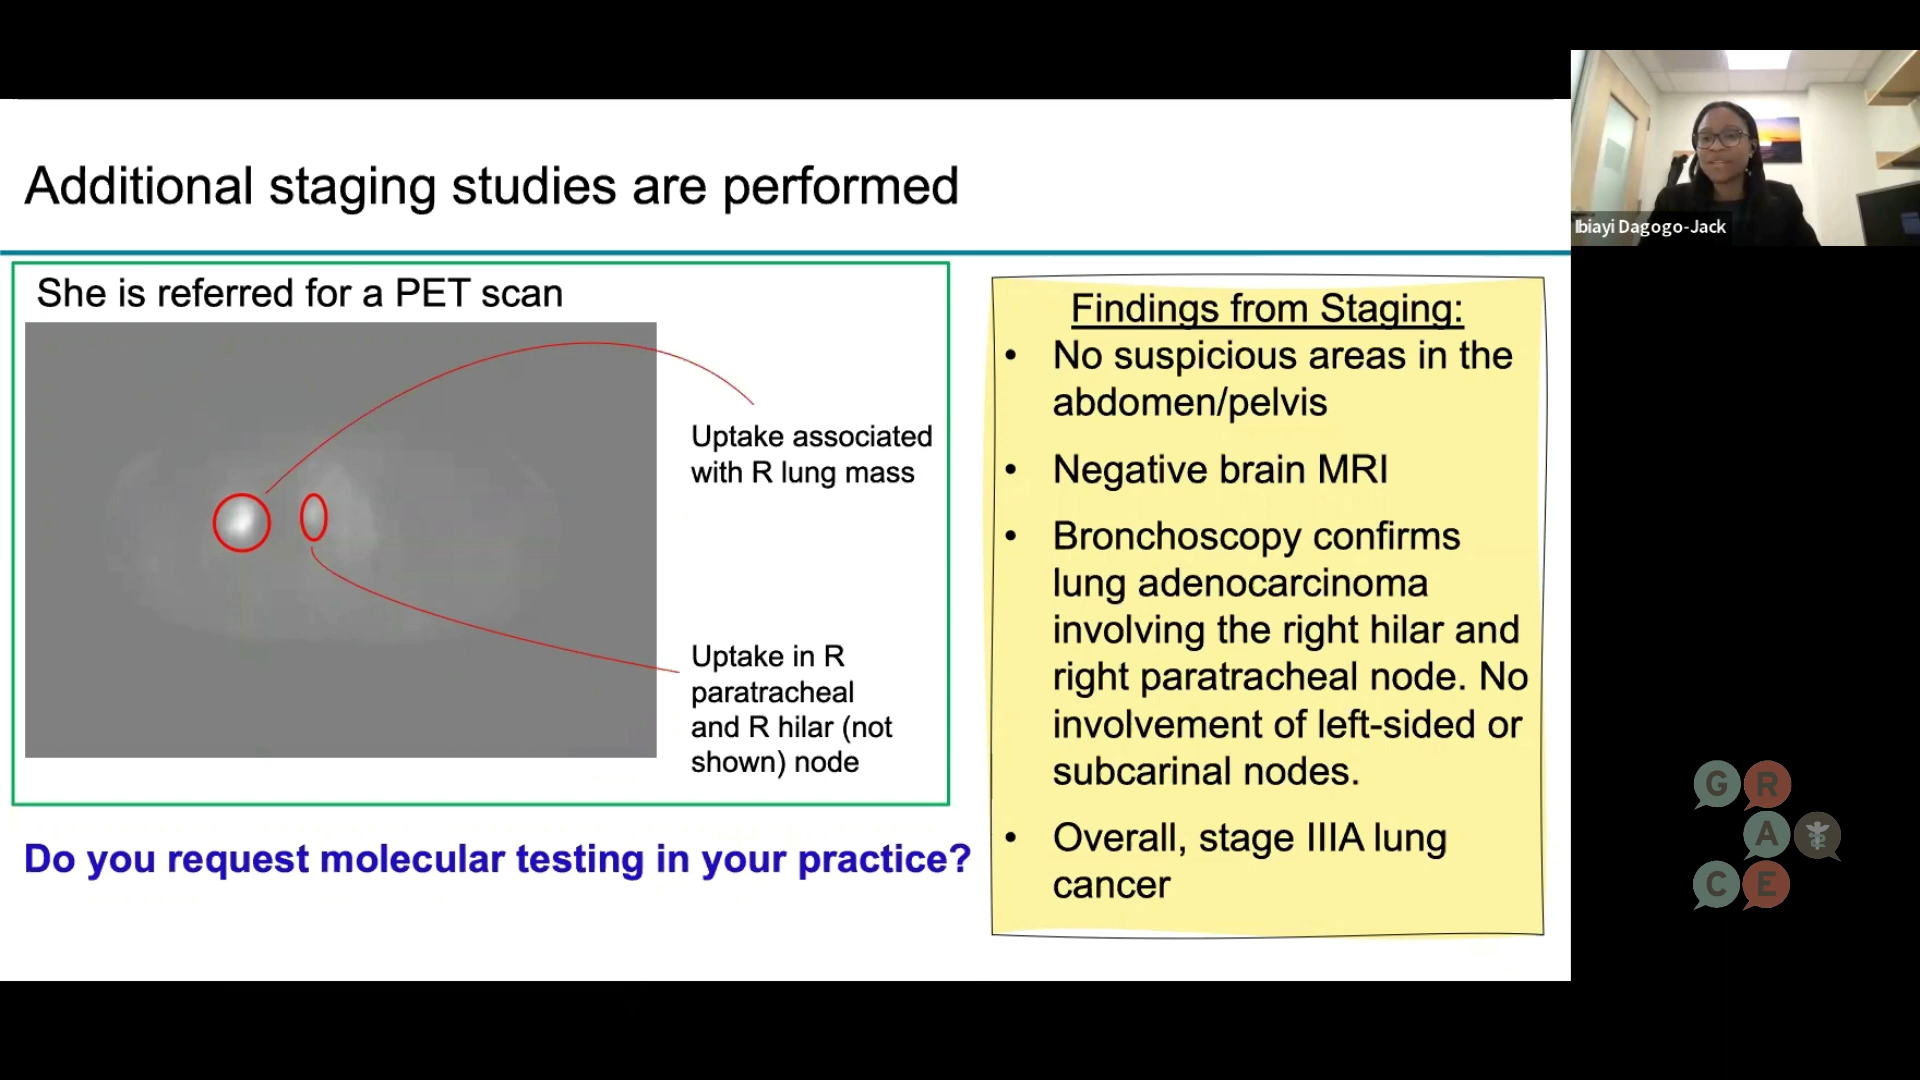 Additional staging studies are performed
She is referred for a PET scan
Uptake associated
with R lung mass
Uptake in R
paratracheal
and R hilar (not
shown) node
Do you request molecular testing in your practice?
Findings from Staging:
• No suspicious areas in the
abdomen/pelvis
• Negative brain MRI
• Bronchoscopy confirms
lung adenocarcinoma
involving the right hilar and
right paratracheal node. No
involvement of left-sided or
subcarinal nodes.
• Overall, stage IIIA lung
cancer
Ibiayi Dagogo-Jack
G R
A
C E